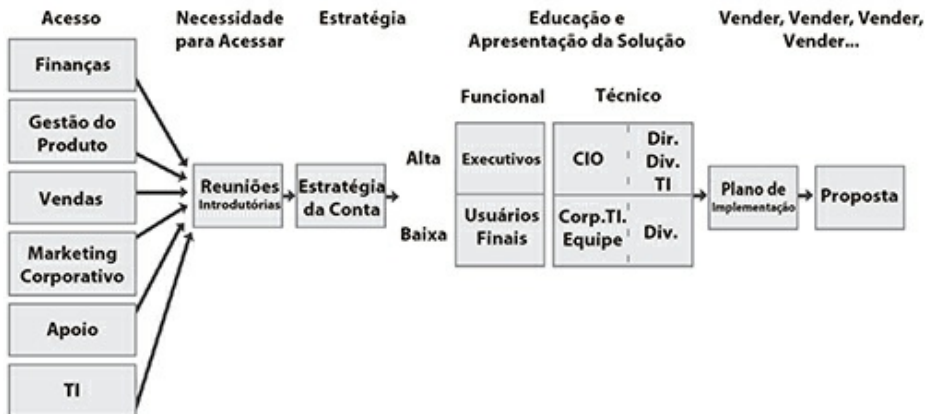 Acesso
Necessidade
para Acessar
Estratégia
Educação e
Apresentação da Solução
Vender, Vender, Vender,
Vender...
Finanças
Gestão do
Produto
Vendas
Marketing
Corporativo
Apoio
TI
Reuniões
Introdutórias
Estratégia
da Conta
Alta
Baixa
Funcional
Técnico
Executivos
CIO
Dir.
Div.
TI
Usuários
Finais
Corp.TI.
Equipe
Div.
Plano de
Implementação
Proposta